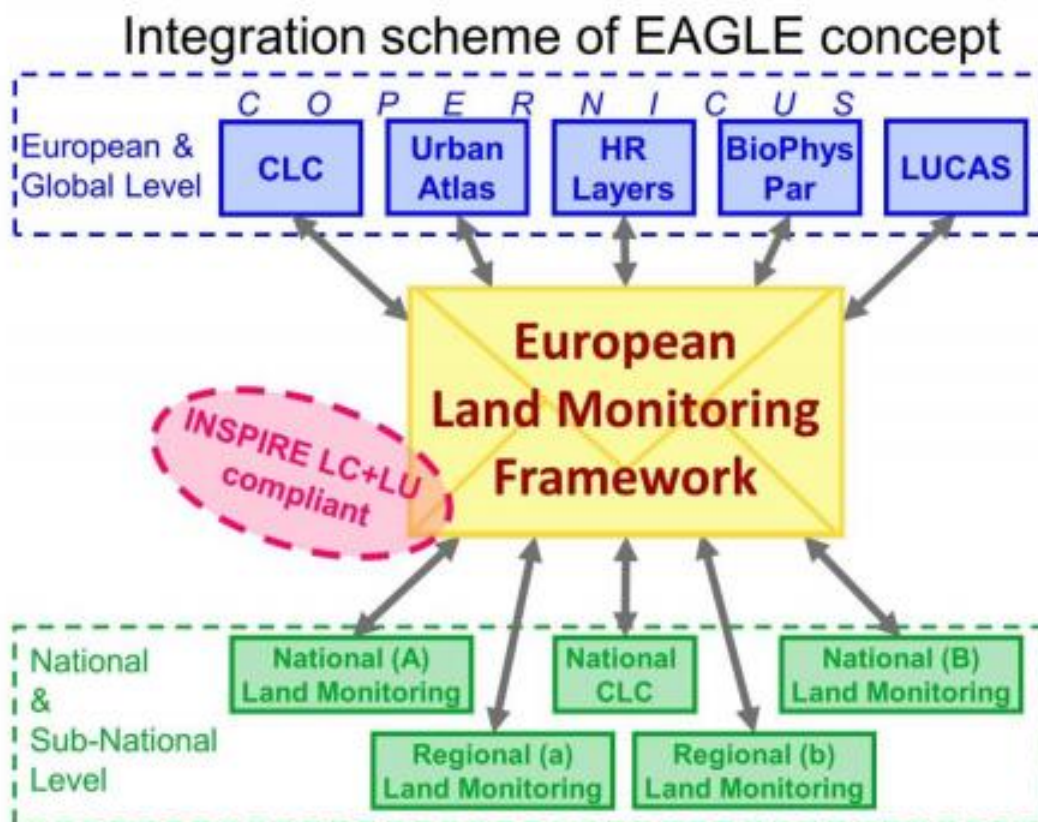 Integration scheme of EAGLE concept
C O P E R N I C U S
European &
Global Level
CLC
Urban
Atlas
HR
Layers
BioPhys
Par
LUCAS
European
Land Monitoring
Framework
INSPIRE LC+LU
compliant
National
&
Sub-National
Level
National (A)
Land Monitoring
National
CLC
National (B)
Land Monitoring
Regional (a)
Land Monitoring
Regional (b)
Land Monitoring